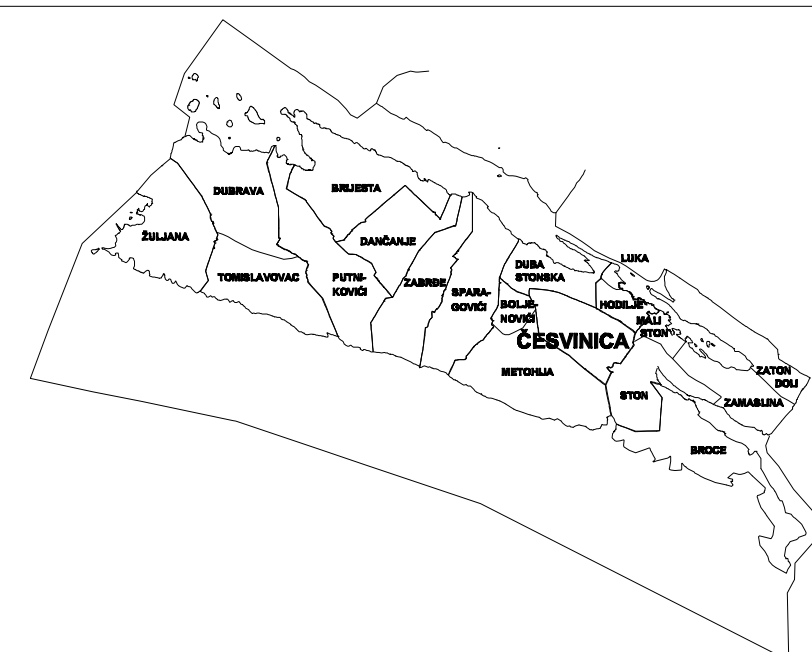 DUBRAVA
BRIJESTA
ŽULJANA
DANČANJE
TOMISLAVOVAC
PUTNI-
KOVIĆI
ZABRĐE
SPARA-
GOVIĆI
DUBA
STONSKA
LUKA
BOLJE-
NOVIĆI
HODILJE
MALI
STON
ČESVINICA
METOHIJA
STON
ZATON
DOLI
ZAMASLINA
BROCE